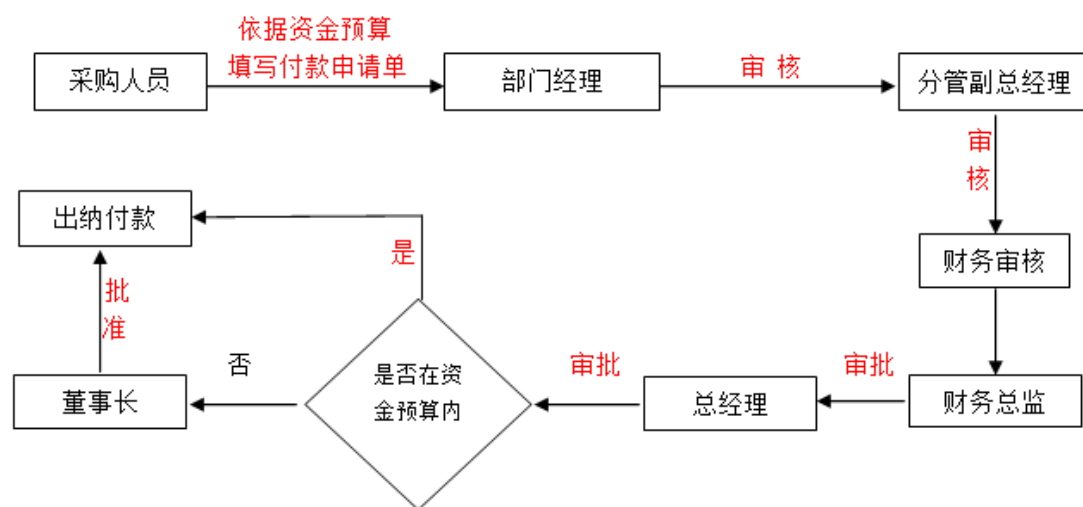 依据资金预算
填写付款申请单
采购人员
部门经理
审 核
分管副总经理
审
核
财务审核
财务总监
审批
总经理
审批
是否在资
金预算内
是
否
董事长
批
准
出纳付款